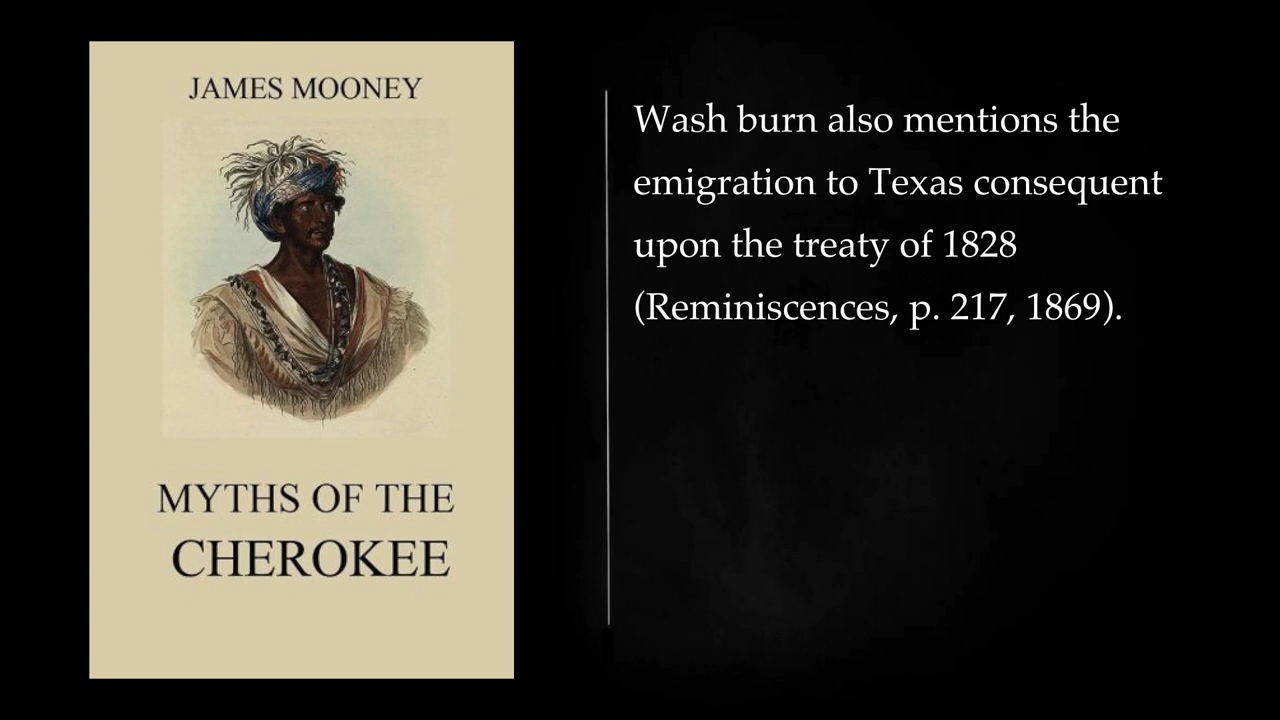 JAMES MOONEY
MYTHS OF THE
CHEROKEE
Wash burn also mentions the
emigration to Texas consequent
upon the treaty of 1828
(Reminiscences, p. 217, 1869).